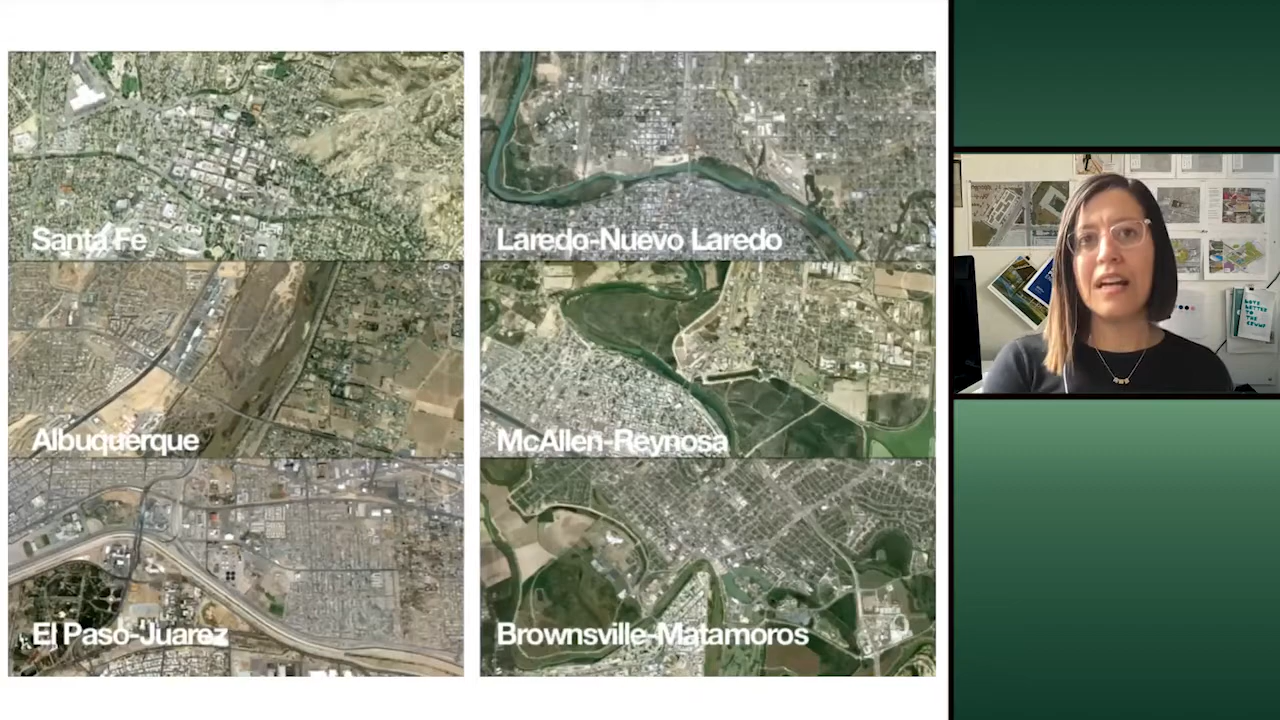 Santa Fe
Laredo-Nuevo Laredo
Albuquerque
McAllen-Reynosa
El Paso-Juarez
Brownsville-Matamoros